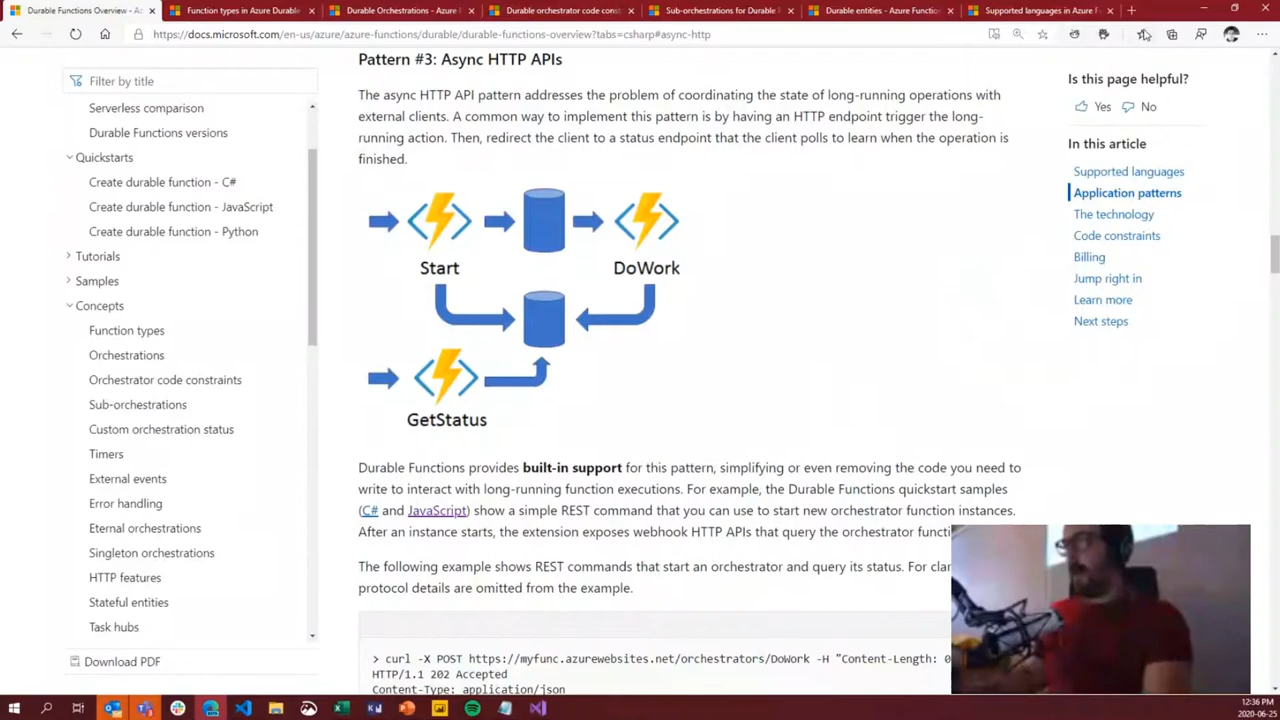 Durable Functions Overview - Az
Function types in Azure Durable
Durable Orchestrations - Azure F
Durable orchestrator code const
Sub-orchestrations for Durable F
Durable entities - Azure Function
Supported languages in Azure F
https://docs.microsoft.com/en-us/azure/azure-functions/durable/durable-functions-overview?tabs=csharp#async-http
Filter by title
Serverless comparison
Durable Functions versions
Quickstarts
Create durable function - C#
Create durable function - JavaScript
Create durable function - Python
Tutorials
Samples
Concepts
Function types
Orchestrations
Orchestrator code constraints
Sub-orchestrations
Custom orchestration status
Timers
External events
Error handling
Eternal orchestrations
Singleton orchestrations
HTTP features
Stateful entities
Task hubs
Download PDF
Pattern #3: Async HTTP APIs
The async HTTP API pattern addresses the problem of coordinating the state of long-running operations with
external clients. A common way to implement this pattern is by having an HTTP endpoint trigger the long-
running action. Then, redirect the client to a status endpoint that the client polls to learn when the operation is
finished.
Start
DoWork
GetStatus
Durable Functions provides built-in support for this pattern, simplifying or even removing the code you need to
write to interact with long-running function executions. For example, the Durable Functions quickstart samples
(C# and JavaScript) show a simple REST command that you can use to start new orchestrator function instances.
After an instance starts, the extension exposes webhook HTTP APIs that query the orchestrator functi
The following example shows REST commands that start an orchestrator and query its status. For clar
protocol details are omitted from the example.
> curl -X POST https://myfunc.azurewebsites.net/orchestrators/DoWork -H "Content-Length: 0
HTTP/1.1 202 Accepted
Content-Type: application/json
Is this page helpful?
Yes
No
In this article
Supported languages
Application patterns
The technology
Code constraints
Billing
Jump right in
Learn more
Next steps
12:36 PM
2020-06-25